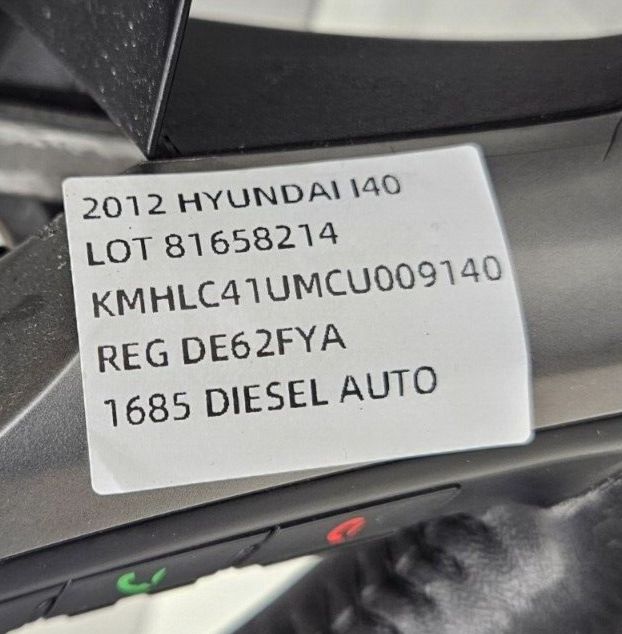 2012 HYUNDAI I40
LOT 81658214
KMHLC41UMCU009140
REG DE62FYA
1685 DIESEL AUTO